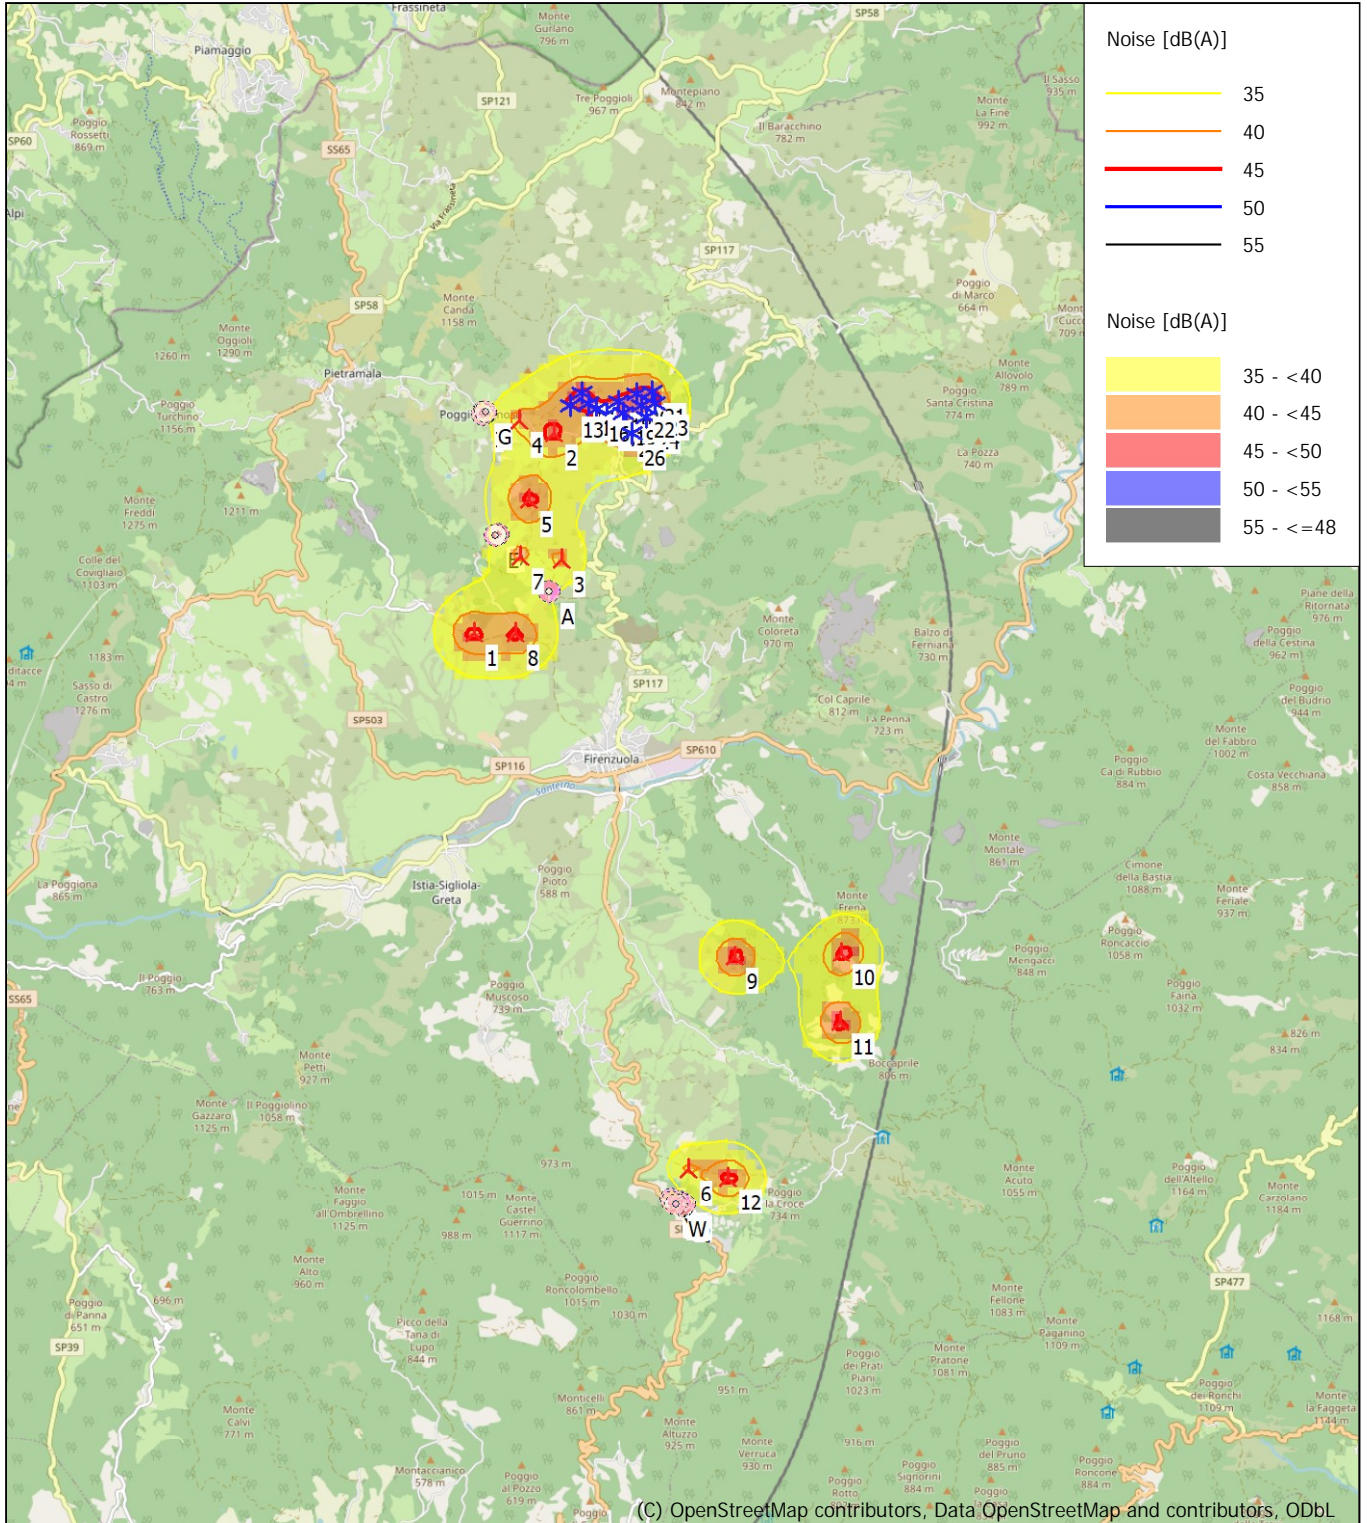 Frassineta
Monte
Gurlano
796 m
SP58
Noise [dB(A)]
35
40
45
50
55
Noise [dB(A)]
35 - <40
40 - <45
45 - <50
50 - <55
55 - <=48
Piamaggio
Il Sasso
935 m
SP121
Tre Poggioli
967 m
Montepiano
842 m
Monte
La Fine
992 m
Poggio
Rossetti
869 m
SP60
SS65
Il Baracchino
782 m
Via Frassineta
Alpi
SP117
Poggio
di Marco
664 m
Monte
Canda
1158 m
SP58
Monte
Oggioli
1290 m
1260 m
Pietramala
Monte
Allovolo
789 m
Poggio
Santa Cristina
774 m
Poggio
Turchino
1156 m
G
4
2
13
16
19
22
23
26
La Pozza
740 m
1211 m
Monte
Freddi
1275 m
5
E
7
3
A
Colle del
Covigliaio
1103 m
Piane della
Ritornata
976 m
Monte
Coloreta
970 m
Balzo di
Ferniana
730 m
Poggio
della Cestina
962 m
1
8
1183 m
Sasso di
Castro
1276 m
SP117
Col Caprile
812 m
La Penna
723 m
Poggio
del Budrio
944 m
SP503
Monte
del Fabbro
1002 m
SP610
Firenzuola
SP116
Poggio
Ca di Rubbio
884 m
Costa Vecchiana
858 m
Santerno
Monte
Montale
861 m
Cimone
della Bastia
1088 m
Poggio
Pioto
588 m
La Poggiona
865 m
Istia-Sigliola-
Greta
Monte
Frena
873 m
Monte
Feriale
937 m
Poggio
Roncaccio
1058 m
Poggio
Mengacci
848 m
9
10
Il Poggio
763 m
Poggio
Muscoso
739 m
Poggio
Faina
1032 m
SS65
11
826 m
834 m
Boccaprile
806 m
Monte
Petti
927 m
Monte
Gazzaro
1125 m
Il Poggiolino
1058 m
973 m
Monte
Acuto
1055 m
Poggio
dell'Altello
1164 m
Monte
Carzolano
1184 m
6
12
Poggio
la Croce
734 m
W
Monte
Faggio
all'Ombrellino
1125 m
1015 m
Monte
Castel
Guerrino
1117 m
988 m
Monte
Alto
960 m
Poggio
Roncolombello
1015 m
SP477
Monte
Fellone
1083 m
Poggio
di Panna
651 m
696 m
1030 m
Picco della
Tana di
Lupo
844 m
Monte
Paganino
1109 m
1168 m
SP39
Poggio
dei Prati
Piani
1023 m
Monte
Pratone
1081 m
Poggio
dei Ronchi
1109 m
Monte
la Faggeta
1144 m
951 m
Monticelli
861 m
Monte
Calvi
771 m
Monte
Altuzzo
925 m
Monte
Verruca
930 m
916 m
Poggio
del Pruno
885 m
Montaccianico
578 m
Poggio
al Pozzo
619 m
Poggio
Signorini
884 m
Poggio
Roncone
884 m
Poggio
Rotto
Poggio
(C) OpenStreetMap contributors, Data OpenStreetMap and contributors, ODbL